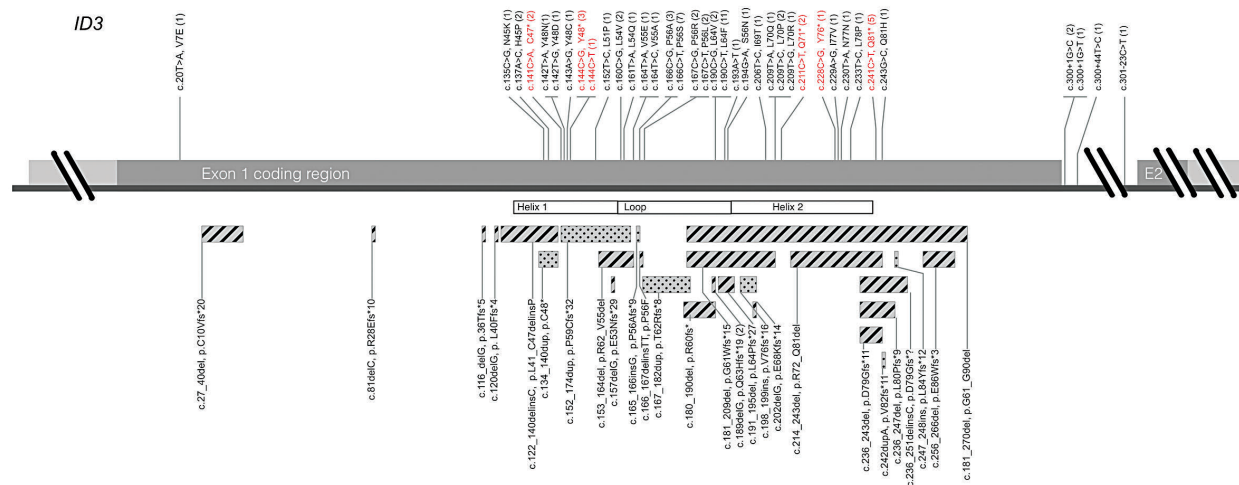 ID3
c.20T>A, V7E (1)
c.135C>G, N45K (1)
c.137A>C, H45P (2)
c.141C>A, C47* (2)
c.142T>A, Y48N(1)
c.142T>G, Y48D (1)
c.143A>G, Y48C (1)
c.144C>G, Y48* (3)
c.144C>T (1)
c.152T>C, L51P (1)
c.160C>G, L54V (2)
c.161T>A, L54Q (1)
c.164T>A, V55E (1)
c.164T>C, V55A (1)
c.166C>G, P56A (3)
c.166C>T, P56S (7)
c.167C>G, P56R (2)
c.167C>T, P56L (2)
c.190C>G, L64V (2)
c.190C>T, L64F (11)
c.193A>T (1)
c.194G>A, S56N (1)
c.206T>C, I69T (1)
c.209T>A, L70Q (1)
c.209T>C, L70P (2)
c.209T>G, L70R (1)
c.211C>T, Q71* (2)
c.228C>G, Y76* (1)
c.229A>G, I77V (1)
c.230T>A, N77N (1)
c.233T>C, L78P (1)
c.241C>T, Q81* (5)
c.243G>C, Q81H (1)
c.300+1G>C (2)
c.300+1G>T (1)
c.300+44T>C (1)
c.301-23C>T (1)
Exon 1 coding region
E2
Helix 1
Loop
Helix 2
c.27_40del, p.C10Vfs*20
c.81delC, p.R28Efs*10
c.116_delG, p.36Tfs*5
c.120delG, p. L40Ffs*4
c.122_140delinsC, p.L41_C47delinsP
c.134_140dup, p.C48*
c.152_174dup, p.P59Cfs*32
c.153_164del, p.R62_V55del
c.157delG, p.E53Nfs*29
c.165_166insG, p.P56Afs*9
c.166_167delinsTT, p.P56F
c.167_182dup, p.T62Rfs*8
c.180_190del, p.R60fs*
c.181_209del, p.G61Wfs*15
c.189delG, p.Q63Hfs*19 (2)
c.191_195del, p.L64Pfs*27
c.198_199ins, p.V76fs*16
c.202delG, p.E68Kfs*14
c.214_243del, p.R72_Q81del
c.236_243del, p.D79Gfs*11
c.242dupA, p.V82fs*11
c.236_247del, p.L80Pfs*9
c.236_251delinsC, p.D79Gfs*?
c.247_248ins, p.L84Yfs*12
c.256_266del, p.E86Wfs*3
c.181_270del, p.G61_G90del